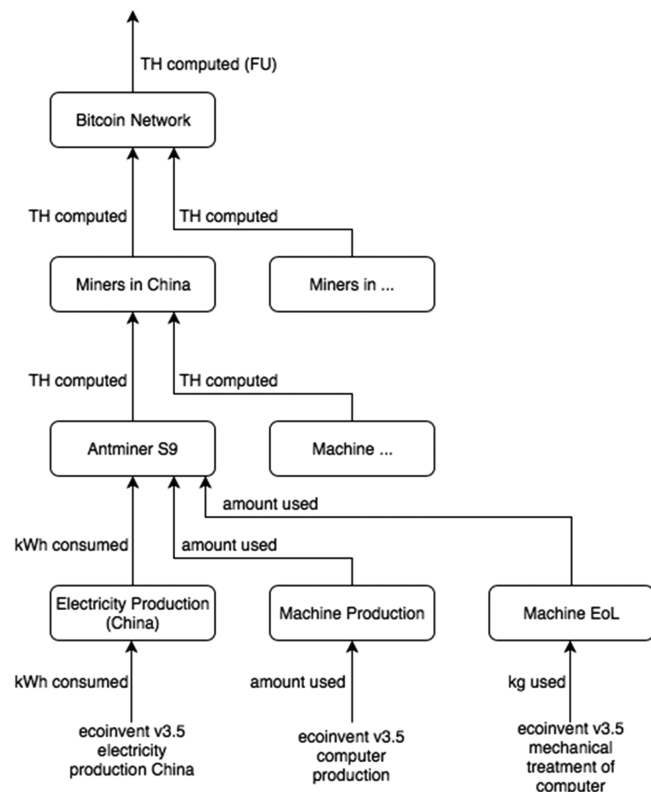 TH computed (FU)
Bitcoin Network
TH computed
TH computed
Miners in China
Miners in ...
TH computed
TH computed
Antminer S9
Machine ...
amount used
kWh consumed
amount used
Electricity Production
(China)
Machine Production
Machine EoL
kWh consumed
amount used
kg used
ecoinvent v3.5
electricity
production China
ecoinvent v3.5
computer
production
ecoinvent v3.5
mechanical
treatment of
computer